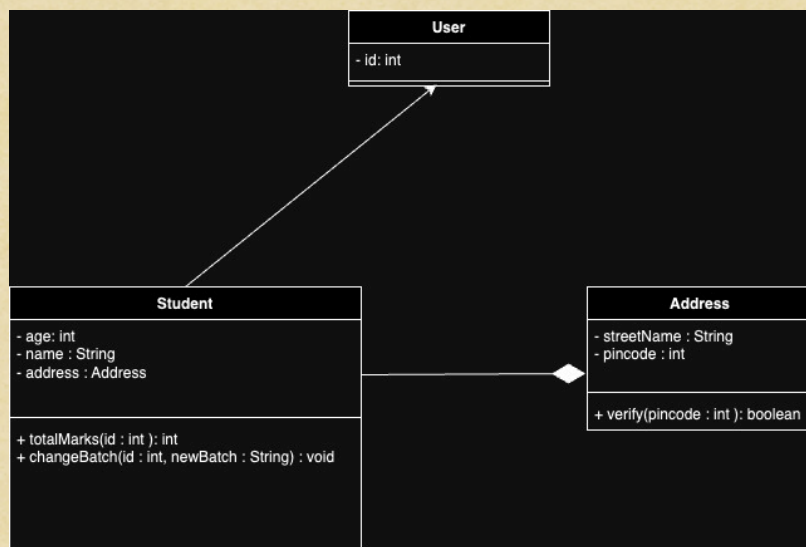 User
- id: int
Student
- age: int
- name : String
- address : Address
+ totalMarks(id : int ): int
+ changeBatch(id : int, newBatch : String) : void
Address
- streetName : String
- pincode : int
+ verify(pincode : int ): boolean